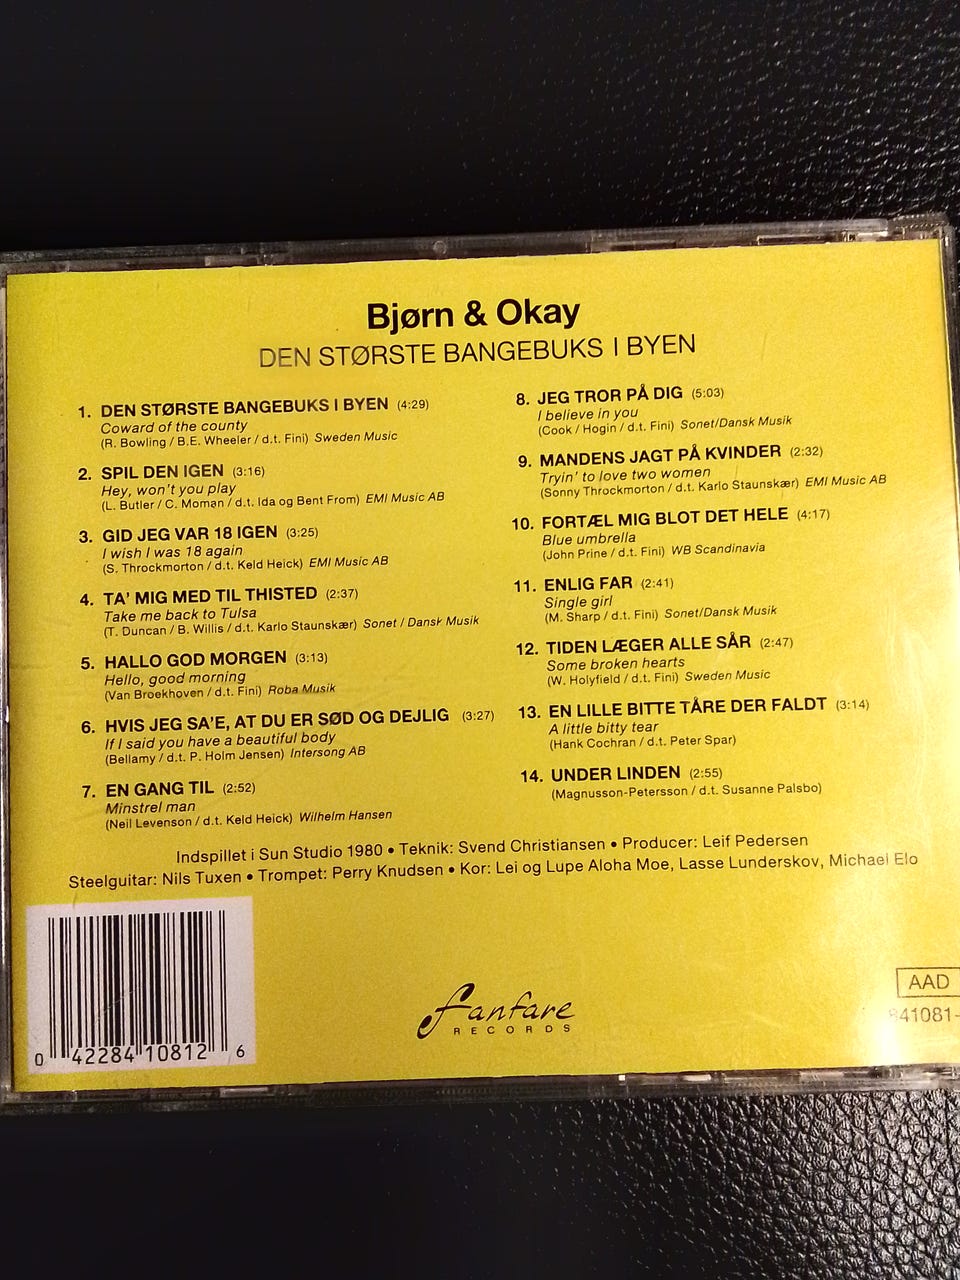 Bjørn & Okay
DEN STØRSTE BANGEBUKS I BYEN
1. DEN STØRSTE BANGEBUKS I BYEN (4:29)
Coward of the county
(R. Bowling / B.E. Wheeler / d.t. Fini) Sweden Music
2. SPIL DEN IGEN (3:16)
Hey, won't you play
(L. Butler / C. Moman / d.t. Ida og Bent From) EMI Music AB
3. GID JEG VAR 18 IGEN (3:25)
I wish I was 18 again
(S. Throckmorton / d.t. Keld Heick) EMI Music AB
4. TA' MIG MED TIL THISTED (2:37)
Take me back to Tulsa
(T. Duncan / B. Willis / d.t. Karlo Staunskær) Sonet / Dansk Musik
5. HALLO GOD MORGEN (3:13)
Hello, good morning
(Van Broekhoven / d.t. Fini) Roba Musik
6. HVIS JEG SA'E, AT DU ER SØD OG DEJLIG (3:27)
If I said you have a beautiful body
(Bellamy / d.t. P. Holm Jensen) Intersong AB
7. EN GANG TIL (2:52)
Minstrel man
(Neil Levenson / d.t. Keld Heick) Wilhelm Hansen
8. JEG TROR PÅ DIG (5:03)
I believe in you
(Cook / Hogin / d.t. Fini) Sonet/Dansk Musik
9. MANDENS JAGT PÅ KVINDER (2:32)
Tryin' to love two women
(Sonny Throckmorton / d.t. Karlo Staunskær) EMI Music AB
10. FORTÆL MIG BLOT DET HELE (4:17)
Blue umbrella
(John Prine / d.t. Fini) WB Scandinavia
11. ENLIG FAR (2:41)
Single girl
(M. Sharp / d.t. Fini) Sonet/Dansk Musik
12. TIDEN LÆGER ALLE SÅR (2:47)
Some broken hearts
(W. Holyfield / d.t. Fini) Sweden Music
13. EN LILLE BITTE TÅRE DER FALDT (3:14)
A little bitty tear
(Hank Cochran / d.t. Peter Spar)
14. UNDER LINDEN (2:55)
(Magnusson-Petersson / d.t. Susanne Palsbo)
Indspillet i Sun Studio 1980 • Teknik: Svend Christiansen • Producer: Leif Pedersen
Steelguitar: Nils Tuxen • Trompet: Perry Knudsen • Kor: Lei og Lupe Aloha Moe, Lasse Lunderskov, Michael Elo
0 42284 10812 6
fanfare
RECORDS
AAD
841081-